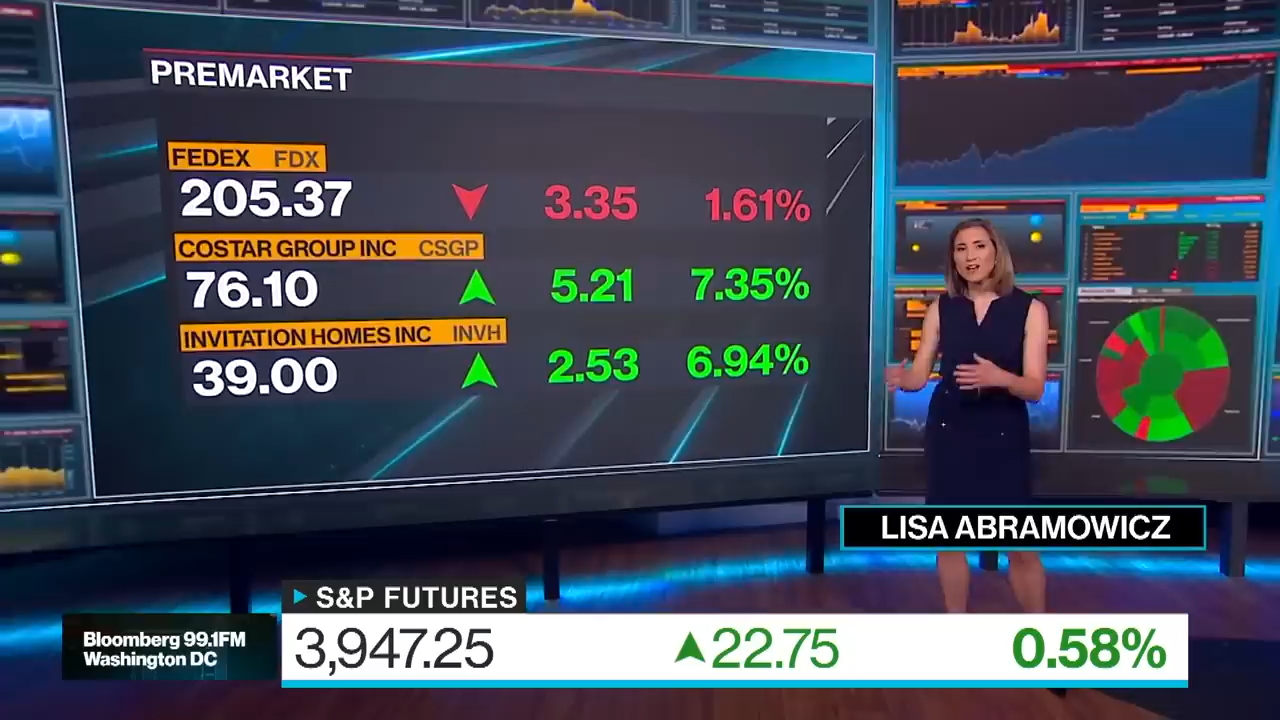 PREMARKET
FEDEX FDX
205.37 3.35 1.61%
COSTAR GROUP INC CSGP
76.10 5.21 7.35%
INVITATION HOMES INC INVH
39.00 2.53 6.94%
LISA ABRAMOWICZ
S&P FUTURES
Bloomberg 99.1FM
Washington DC
3,947.25 22.75 0.58%